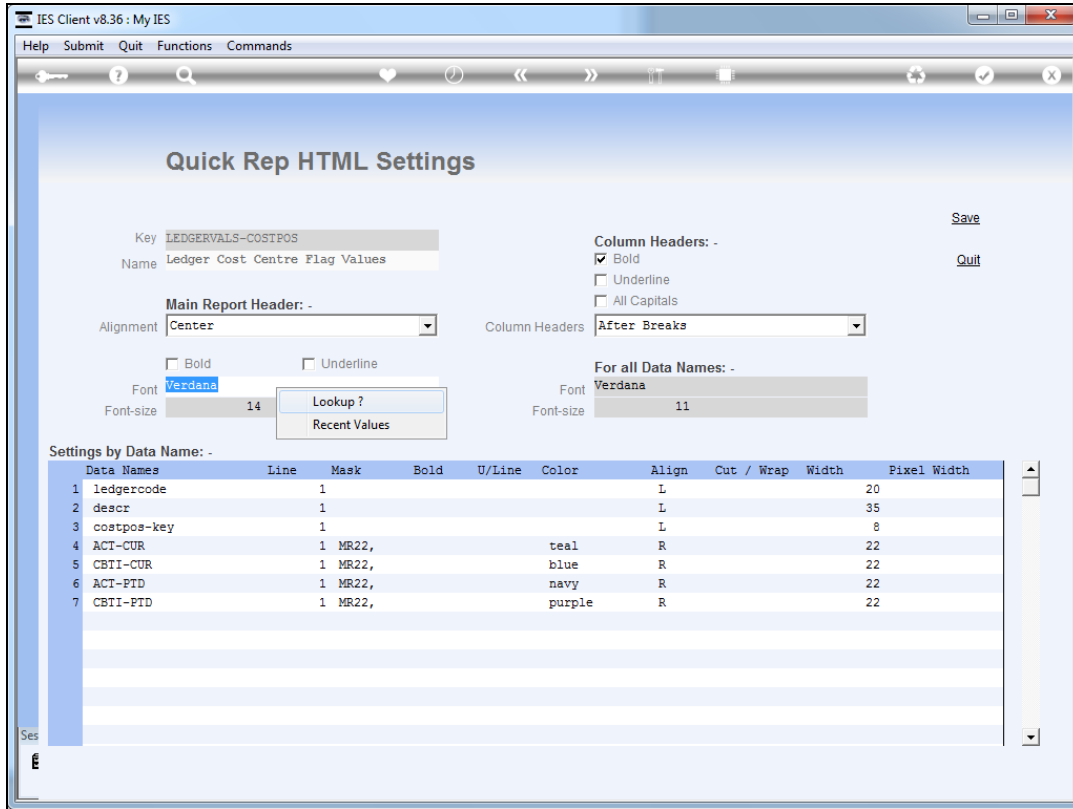 IES Client v8.36 : My IES
Help Submit Quit Functions Commands
Quick Rep HTML Settings
Save
Key LEDGERVALS-COSTPOS
Column Headers: -
Name Ledger Cost Centre Flag Values
Bold
Quit
Underline
Main Report Header: -
All Capitals
Alignment Center
Column Headers After Breaks
Bold Underline
For all Data Names: -
Font Verdana
Font Verdana
Lookup ?
Font-size 14
Font-size 11
Recent Values
Settings by Data Name: -
Data Names Line Mask Bold U/Line Color Align Cut / Wrap Width Pixel Width
1 ledgercode 1 L 20
2 descr 1 L 35
3 costpos-key 1 L 8
4 ACT-CUR 1 MR22, teal R 22
5 CBTI-CUR 1 MR22, blue R 22
6 ACT-PTD 1 MR22, navy R 22
7 CBTI-PTD 1 MR22, purple R 22
Ses